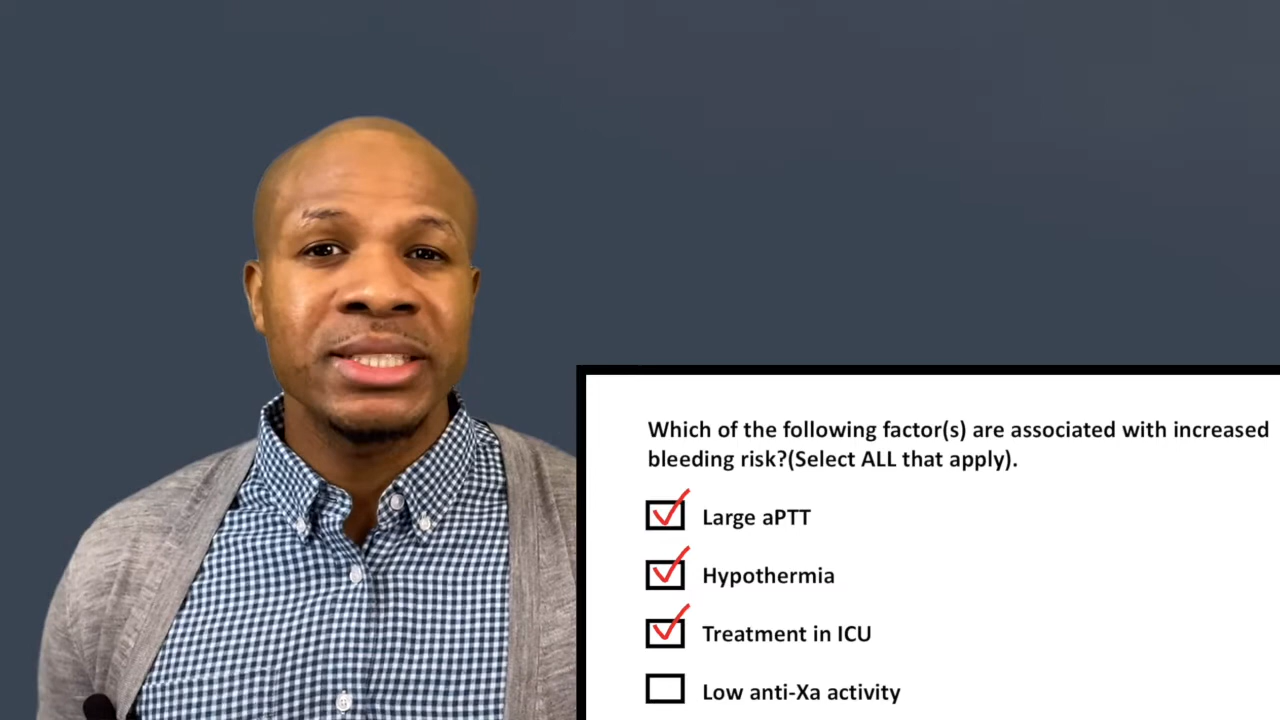 Which of the following factor(s) are associated with increased
bleeding risk?(Select ALL that apply).
Large aPTT
Hypothermia
Treatment in ICU
Low anti-Xa activity